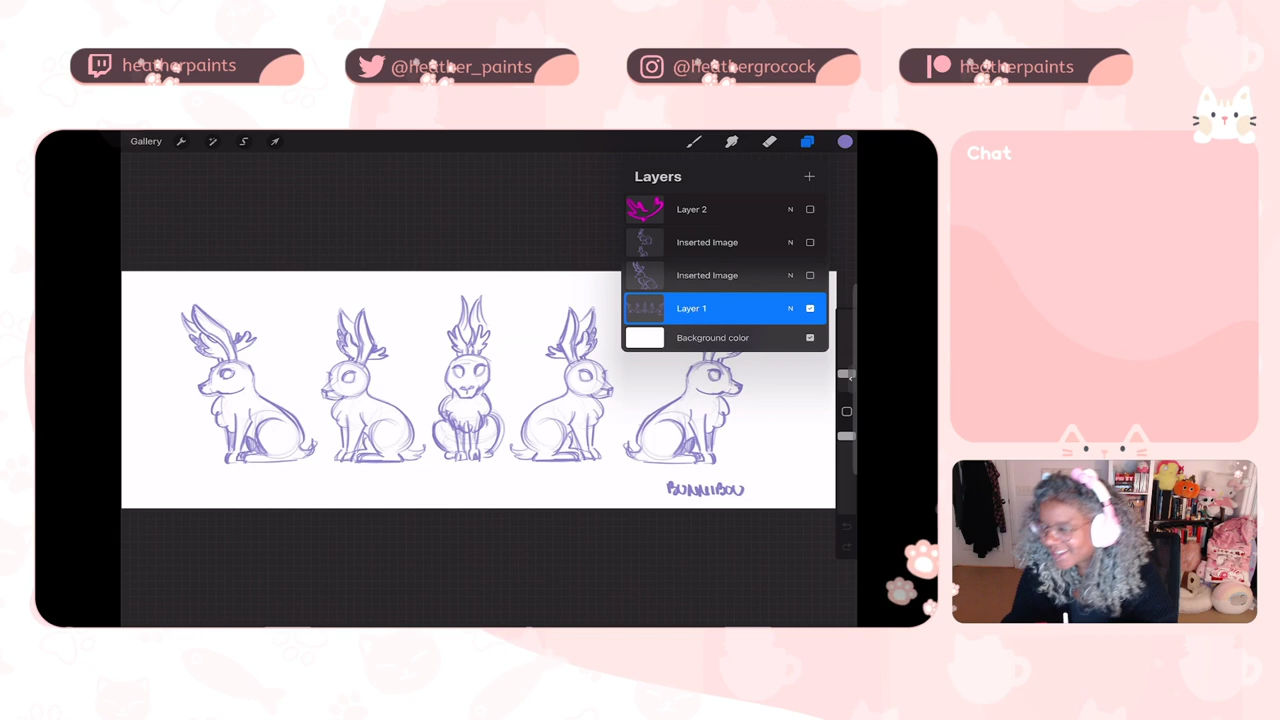 heatherpaints
@heather_paints
@heathergrocock
heatherpaints
Gallery
Chat
Layers
Layer 2
N
Inserted Image
N
Inserted Image
N
Layer 1
N
Background color
BUNNIBOU